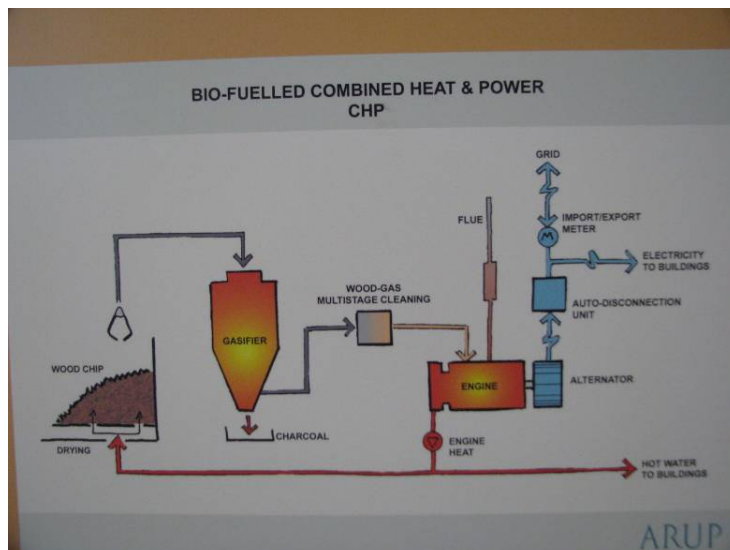 BIO-FUELLED COMBINED HEAT & POWER
CHP
GRID
FLUE
IMPORT/EXPORT
METER
M
ELECTRICITY
TO BUILDINGS
WOOD-GAS
MULTISTAGE CLEANING
AUTO-DISCONNECTION
UNIT
GASIFIER
WOOD CHIP
ENGINE
ALTERNATOR
CHARCOAL
DRYING
ENGINE
HEAT
HOT WATER
TO BUILDINGS
ARUP